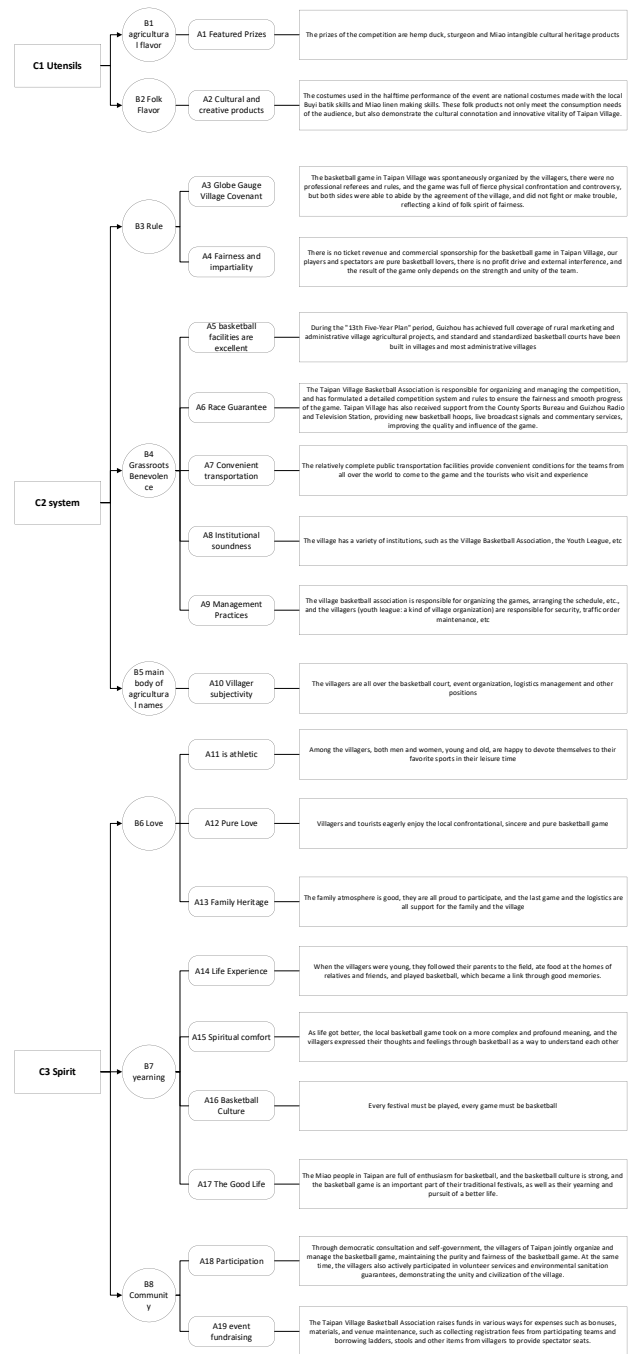 C1 Utensils
B1
agricultura
l flavor
A1 Featured Prizes
The prizes of the competition are hemp duck, sturgeon and Miao intangible cultural heritage products
B2 Folk
Flavor
A2 Cultural and
creative products
The costumes used in the halftime performance of the event are national costumes made with the local
Buyi batik skills and Miao linen making skills. These folk products not only meet the consumption needs
of the audience, but also demonstrate the cultural connotation and innovative vitality of Taipan Village.
C2 system
B3 Rule
A3 Globe Gauge
Village Covenant
The basketball game in Taipan Village was spontaneously organized by the villagers, there were no
professional referees and rules, and the game was full of fierce physical confrontation and controversy,
but both sides were able to abide by the agreement of the village, and did not fight or make trouble,
reflecting a kind of folk spirit of fairness.
A4 Fairness and
impartiality
There is no ticket revenue and commercial sponsorship for the basketball game in Taipan Village, our
players and spectators are pure basketball lovers, there is no profit drive and external interference, and
the result of the game only depends on the strength and unity of the team.
B4
Grassroots
Benevolen
ce
A5 basketball
facilities are
excellent
During the "13th Five-Year Plan" period, Guizhou has achieved full coverage of rural marketing and
administrative village agricultural projects, and standard and standardized basketball courts have been
built in villages and most administrative villages
A6 Race Guarantee
The Taipan Village Basketball Association is responsible for organizing and managing the competition,
and has formulated a detailed competition system and rules to ensure the fairness and smooth progress
of the game. Taipan Village has also received support from the County Sports Bureau and Guizhou Radio
and Television Station, providing new basketball hoops, live broadcast signals and commentary services,
improving the quality and influence of the game.
A7 Convenient
transportation
The relatively complete public transportation facilities provide convenient conditions for the teams from
all over the world to come to the game and the tourists who visit and experience
A8 Institutional
soundness
The village has a variety of institutions, such as the Village Basketball Association, the Youth League, etc
A9 Management
Practices
The village basketball association is responsible for organizing the games, arranging the schedule, etc.,
and the villagers (youth league: a kind of village organization) are responsible for security, traffic order
maintenance, etc
B5 main
body of
agricultura
l names
A10 Villager
subjectivity
The villagers are all over the basketball court, event organization, logistics management and other
positions
C3 Spirit
B6 Love
A11 is athletic
Among the villagers, both men and women, young and old, are happy to devote themselves to their
favorite sports in their leisure time
A12 Pure Love
Villagers and tourists eagerly enjoy the local confrontational, sincere and pure basketball game
A13 Family Heritage
The family atmosphere is good, they are all proud to participate, and the last game and the logistics are
all support for the family and the village
B7
yearning
A14 Life Experience
When the villagers were young, they followed their parents to the field, ate food at the homes of
relatives and friends, and played basketball, which became a link through good memories.
A15 Spiritual comfort
As life got better, the local basketball game took on a more complex and profound meaning, and the
villagers expressed their thoughts and feelings through basketball as a way to understand each other
A16 Basketball
Culture
Every festival must be played, every game must be basketball
A17 The Good Life
The Miao people in Taipan are full of enthusiasm for basketball, and the basketball culture is strong, and
the basketball game is an important part of their traditional festivals, as well as their yearning and
pursuit of a better life.
B8
Communit
y
A18 Participation
Through democratic consultation and self-government, the villagers of Taipan jointly organize and
manage the basketball game, maintaining the purity and fairness of the basketball game. At the same
time, the villagers also actively participated in volunteer services and environmental sanitation
guarantees, demonstrating the unity and civilization of the village.
A19 event
fundraising
The Taipan Village Basketball Association raises funds in various ways for expenses such as bonuses,
materials, and venue maintenance, such as collecting registration fees from participating teams and
borrowing ladders, stools and other items from villagers to provide spectator seats.